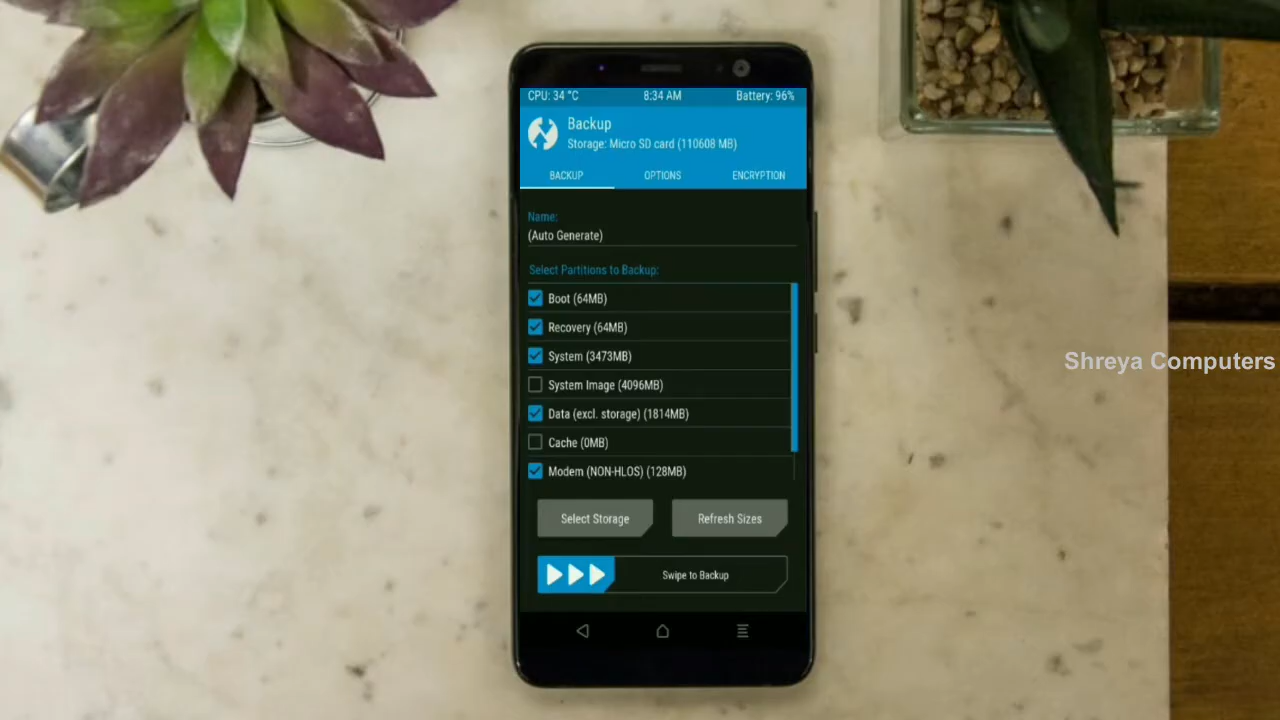 CPU: 34 °C 8:34 AM Battery: 96%
Backup
Storage: Micro SD card (110608 MB)
BACKUP OPTIONS ENCRYPTION
Name:
(Auto Generate)
Select Partitions to Backup:
Boot (64MB)
Recovery (64MB)
System (3473MB)
System Image (4096MB)
Data (excl. storage) (1814MB)
Cache (0MB)
Modem (NON-HLOS) (128MB)
Select Storage Refresh Sizes
Swipe to Backup
Shreya Computers